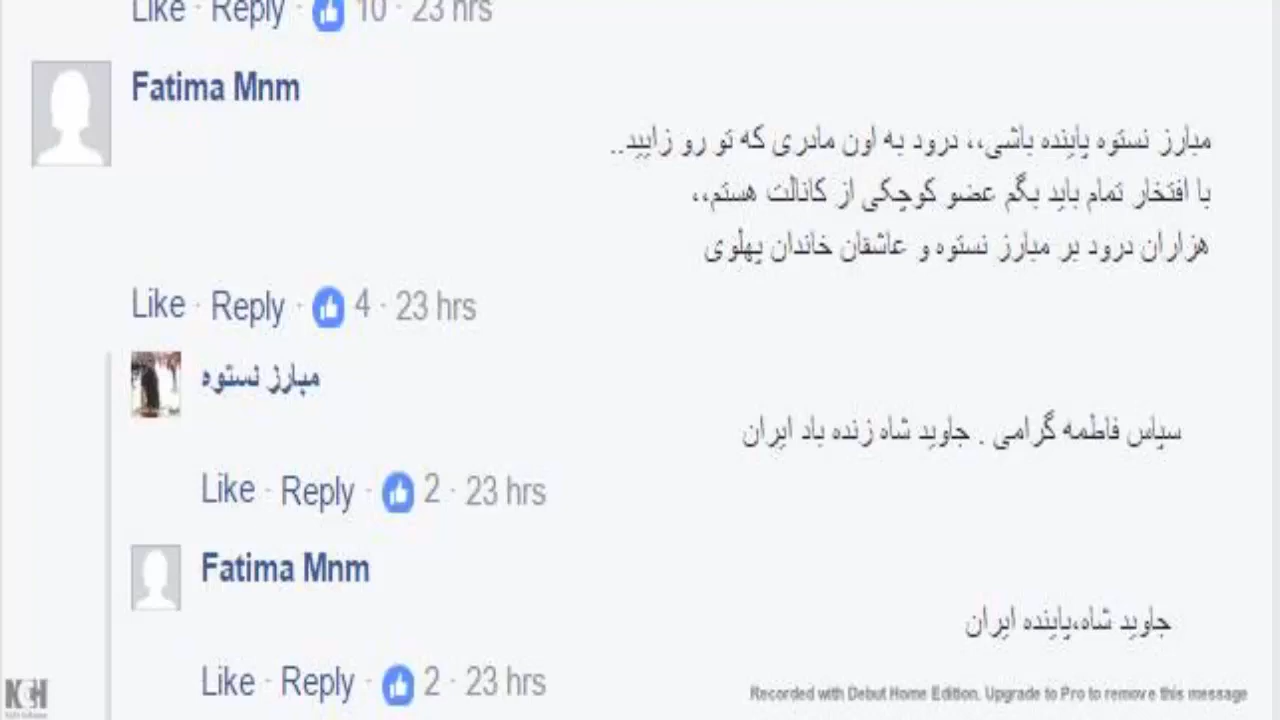 Like · Reply · 10 · 23 hrs
Fatima Mnm
مبارز نستوه پاینده باشی،، درود به اون مادری که تو رو زایید..
با افتخار تمام باید بگم عضو کوچکی از کانالت هستم،،
هزاران درود بر مبارز نستوه و عاشقان خاندان پهلوی
Like · Reply · 4 · 23 hrs
مبارز نستوه
سپاس فاطمه گرامی . جاوید شاه زنده باد ایران
Like · Reply · 2 · 23 hrs
Fatima Mnm
جاوید شاه،پاینده ایران
Like · Reply · 2 · 23 hrs
Recorded with Debut Home Edition. Upgrade to Pro to remove this message